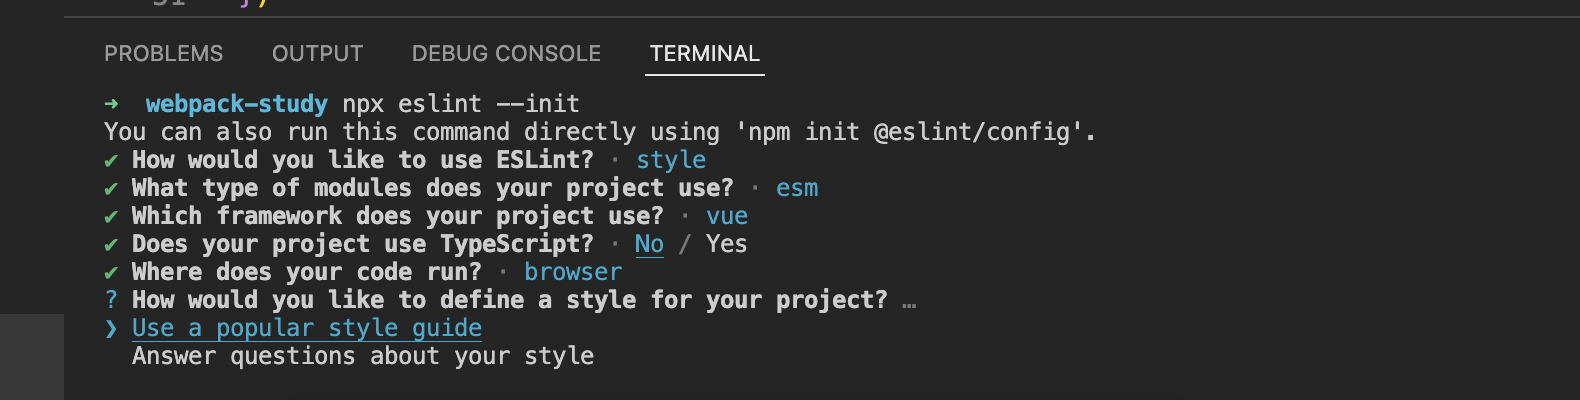 PROBLEMS OUTPUT DEBUG CONSOLE TERMINAL
➜ webpack-study npx eslint --init
You can also run this command directly using 'npm init @eslint/config'.
✔ How would you like to use ESLint? · style
✔ What type of modules does your project use? · esm
✔ Which framework does your project use? · vue
✔ Does your project use TypeScript? · No / Yes
✔ Where does your code run? · browser
? How would you like to define a style for your project? …
❯ Use a popular style guide
Answer questions about your style